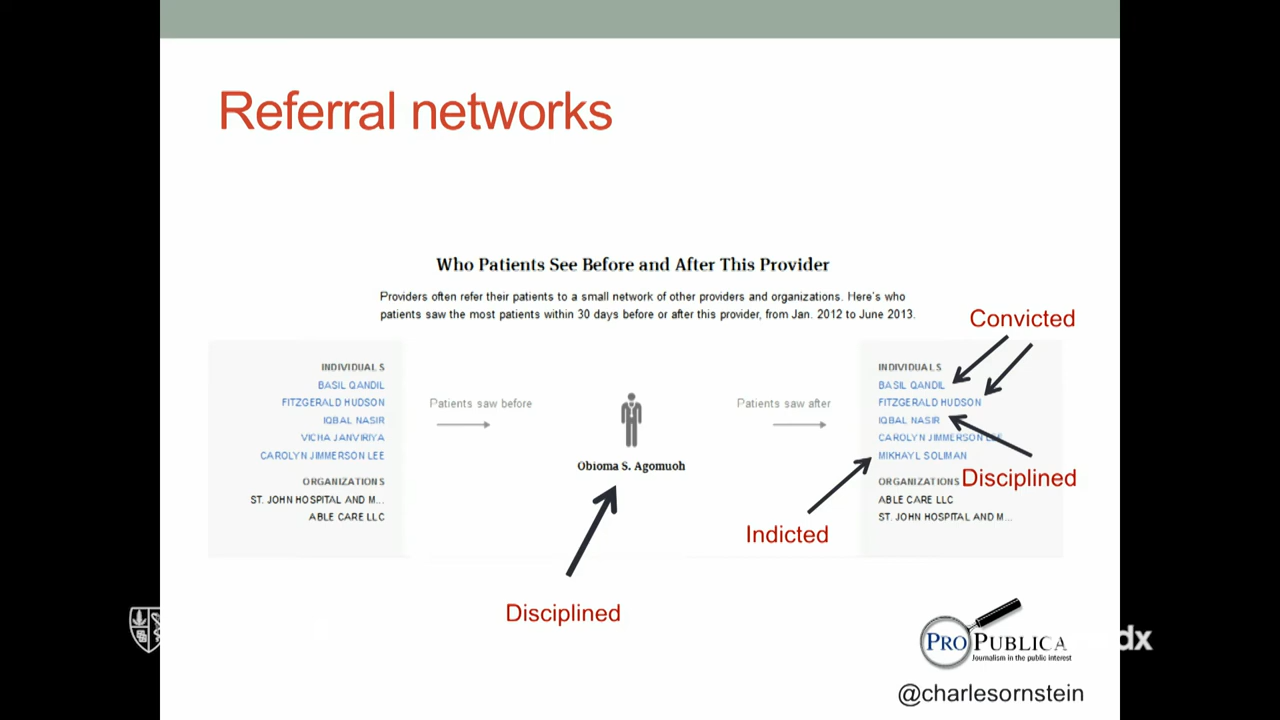 Referral networks
Who Patients See Before and After This Provider
Providers often refer their patients to a small network of other providers and organizations. Here's who
patients saw the most patients within 30 days before or after this provider, from Jan. 2012 to June 2013.
INDIVIDUALS
BASIL QANDIL
FITZGERALD HUDSON
IQBAL NASIR
VICHA JANVIRIYA
CAROLYN JIMMERSON LEE
ORGANIZATIONS
ST. JOHN HOSPITAL AND M...
ABLE CARE LLC
Patients saw before
Obioma S. Agomuoh
Disciplined
Patients saw after
Convicted
INDIVIDUALS
BASIL QANDIL
FITZGERALD HUDSON
IQBAL NASIR
CAROLYN JIMMERSON LEE
MIKHAYL SOLIMAN
ORGANIZATIONS
ABLE CARE LLC
ST. JOHN HOSPITAL AND M...
Disciplined
Indicted
PROPUBLICA
Journalism in the public interest
dx
@charlesornstein